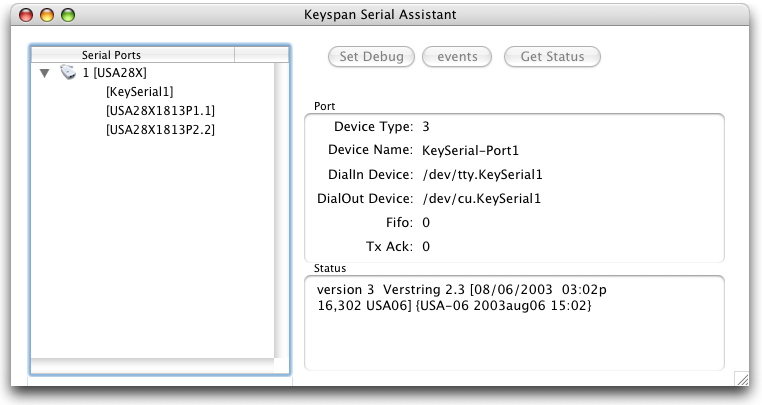 Keyspan Serial Assistant
Serial Ports
1 [USA28X]
[KeySerial1]
[USA28X1813P1.1]
[USA28X1813P2.2]
Set Debug events Get Status
Port
Device Type: 3
Device Name: KeySerial-Port1
DialIn Device: /dev/tty.KeySerial1
DialOut Device: /dev/cu.KeySerial1
Fifo: 0
Tx Ack: 0
Status
version 3  Verstring 2.3 [08/06/2003  03:02p
16,302 USA06] {USA-06 2003aug06 15:02}